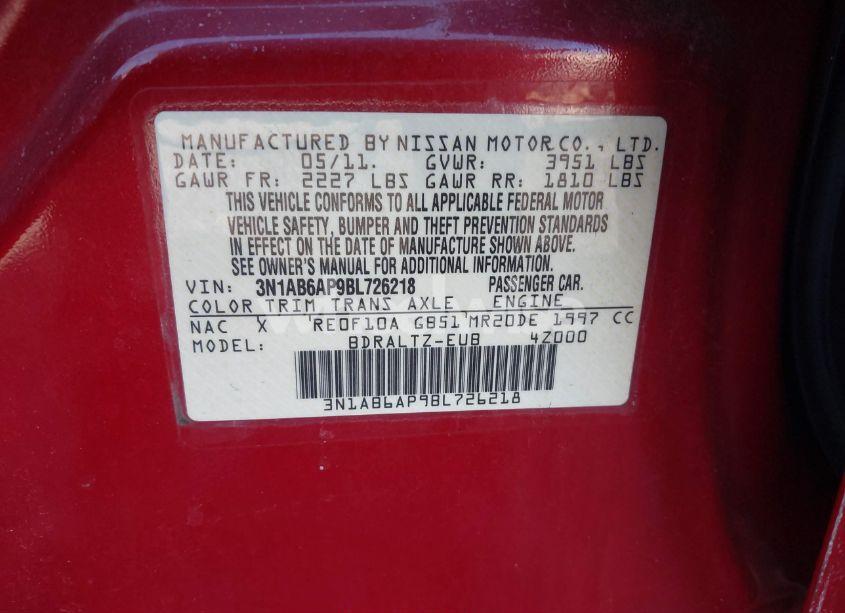 MANUFACTURED BY NISSAN MOTOR CO., LTD.
DATE: 05/11. GVWR: 3951 LBS
GAWR FR: 2227 LBS GAWR RR: 1810 LBS
THIS VEHICLE CONFORMS TO ALL APPLICABLE FEDERAL MOTOR
VEHICLE SAFETY, BUMPER AND THEFT PREVENTION STANDARDS
IN EFFECT ON THE DATE OF MANUFACTURE SHOWN ABOVE.
SEE OWNER'S MANUAL FOR ADDITIONAL INFORMATION.
VIN: 3N1AB6AP9BL726218 PASSENGER CAR.
COLOR TRIM TRANS AXLE ENGINE
NAC X RE0F10A GB51 MR20DE 1997 CC
MODEL: BDRALTZ-EUB 4Z000
3N1AB6AP9BL726218